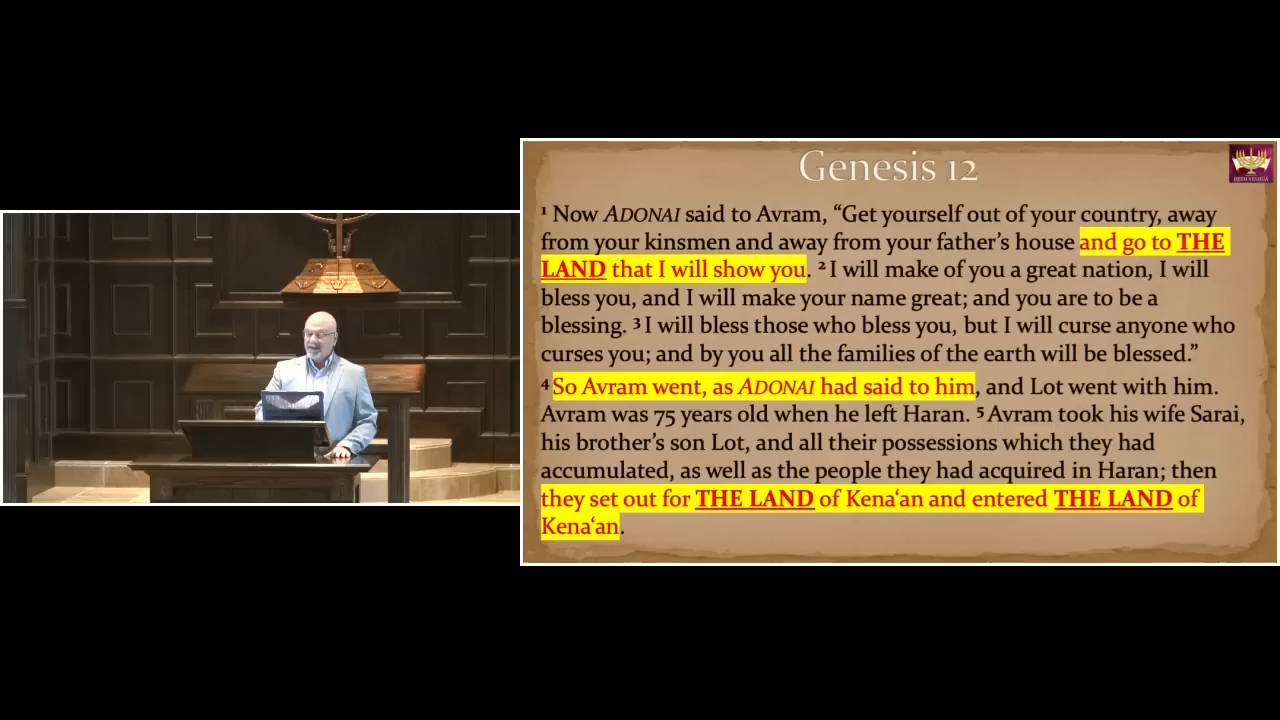 Genesis 12
BETH YESHUA
1 Now ADONAI said to Avram, “Get yourself out of your country, away
from your kinsmen and away from your father’s house and go to THE
LAND that I will show you. 2 I will make of you a great nation, I will
bless you, and I will make your name great; and you are to be a
blessing. 3 I will bless those who bless you, but I will curse anyone who
curses you; and by you all the families of the earth will be blessed.”
4 So Avram went, as ADONAI had said to him, and Lot went with him.
Avram was 75 years old when he left Haran. 5 Avram took his wife Sarai,
his brother’s son Lot, and all their possessions which they had
accumulated, as well as the people they had acquired in Haran; then
they set out for THE LAND of Kena‘an and entered THE LAND of
Kena‘an.